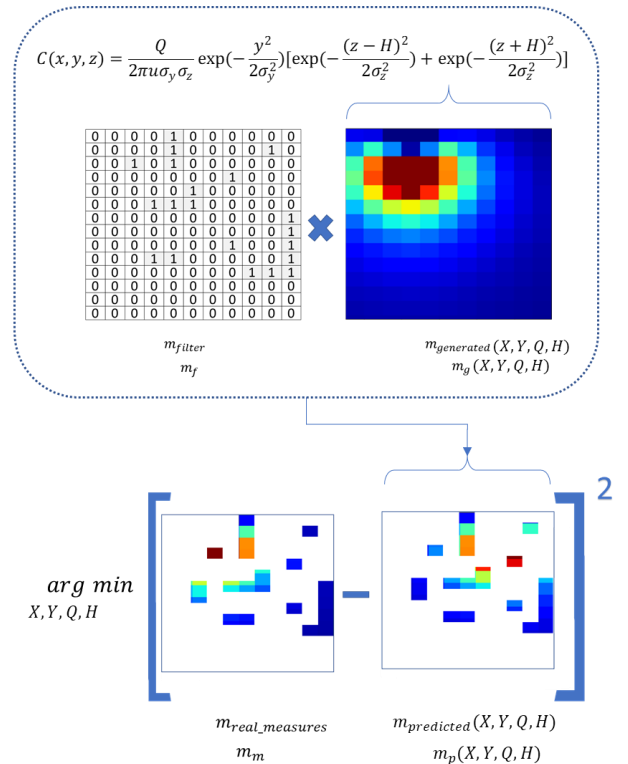 C(x, y, z) = Q / 2πuσ_yσ_z exp(− y² / 2σ_y²)[exp(− (z − H)² / 2σ_z²) + exp(− (z + H)² / 2σ_z²)]
0 0 0 0 1 0 0 0 0 0 0
0 0 0 0 1 0 0 0 0 1 0
0 0 1 0 1 0 0 0 0 1 0
0 0 0 0 0 0 0 1 0 0 0
0 0 0 0 0 1 0 0 0 0 0
0 0 0 1 1 1 0 0 0 0 0
0 0 0 0 0 0 0 0 0 0 1
0 0 0 0 0 0 0 0 0 0 1
0 0 0 0 0 0 0 1 0 0 1
0 0 0 1 1 0 0 0 0 0 1
0 0 0 0 0 0 0 0 1 1 1
0 0 0 0 0 0 0 0 0 0 0
0 0 0 0 0 0 0 0 0 0 0
0 0 0 0 0 0 0 0 0 0 0
m_filter
m_f
m_generated(X, Y, Q, H)
m_g(X, Y, Q, H)
2
arg min
X, Y, Q, H
m_real_measures
m_m
m_predicted(X, Y, Q, H)
m_p(X, Y, Q, H)